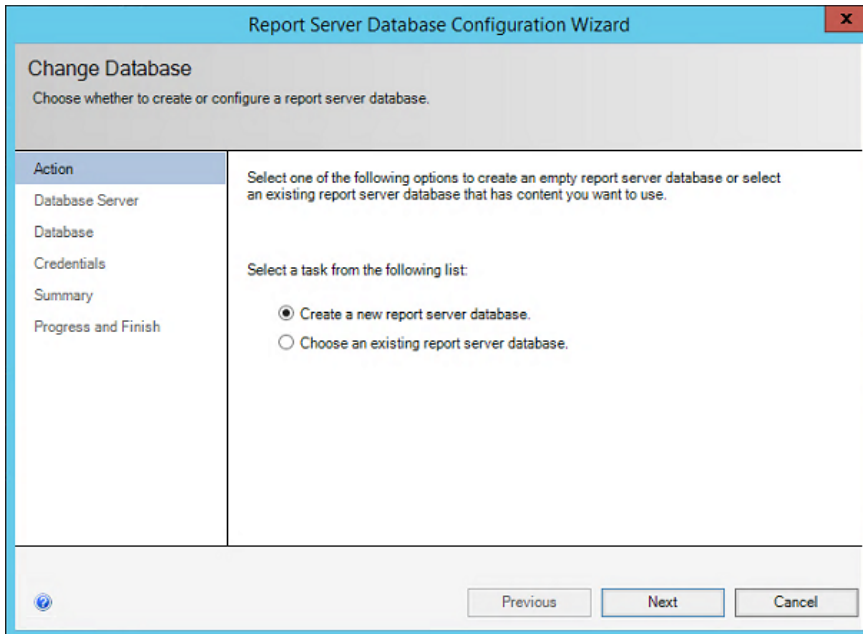 Report Server Database Configuration Wizard
x
Change Database
Choose whether to create or configure a report server database.
Action
Database Server
Database
Credentials
Summary
Progress and Finish
Select one of the following options to create an empty report server database or select
an existing report server database that has content you want to use.
Select a task from the following list:
Create a new report server database.
Choose an existing report server database.
?
Previous
Next
Cancel